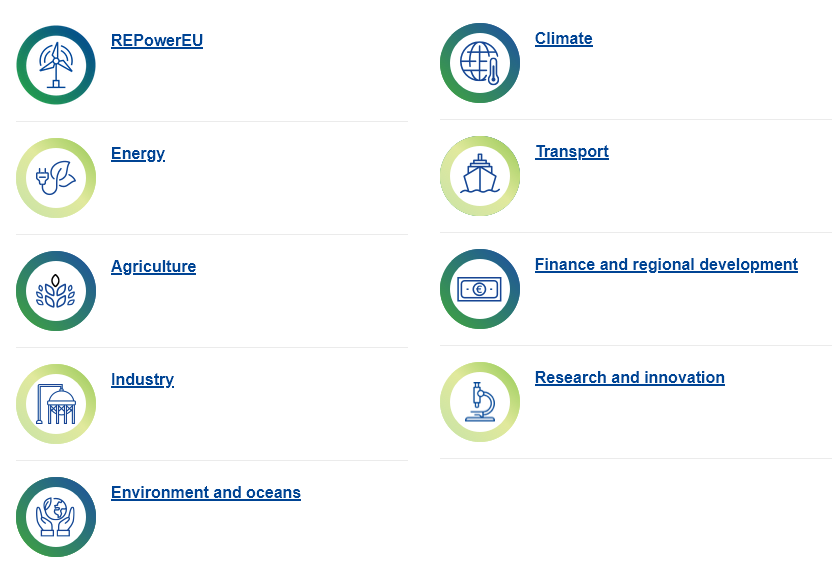 REPowerEU
Energy
Agriculture
Industry
Environment and oceans
Climate
Transport
Finance and regional development
Research and innovation